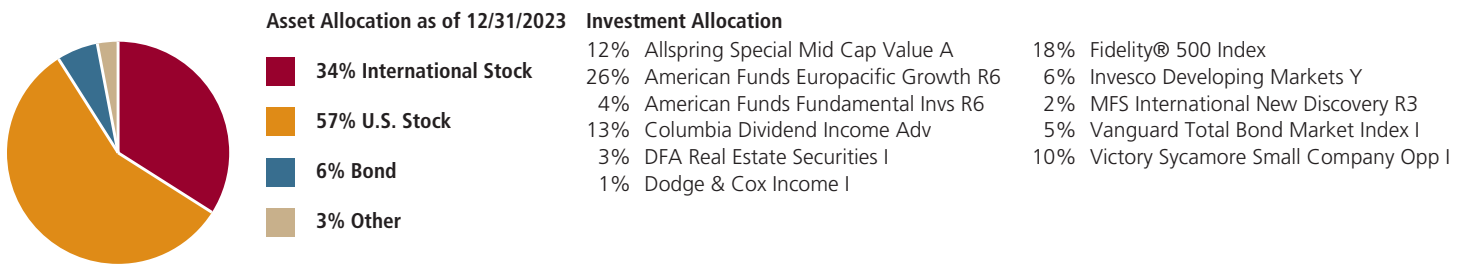 Asset Allocation as of 12/31/2023
34% International Stock
57% U.S. Stock
6% Bond
3% Other
Investment Allocation
12% Allspring Special Mid Cap Value A
26% American Funds Europacific Growth R6
4% American Funds Fundamental Invs R6
13% Columbia Dividend Income Adv
3% DFA Real Estate Securities I
1% Dodge & Cox Income I
18% Fidelity® 500 Index
6% Invesco Developing Markets Y
2% MFS International New Discovery R3
5% Vanguard Total Bond Market Index I
10% Victory Sycamore Small Company Opp I